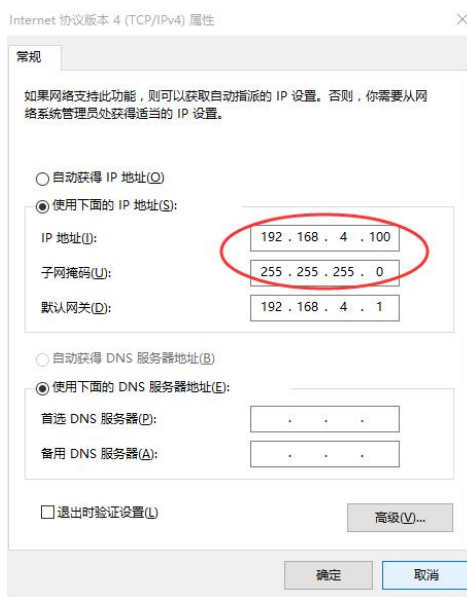 Internet 协议版本 4 (TCP/IPv4) 属性
常规
如果网络支持此功能，则可以获取自动指派的 IP 设置。否则，你需要从网
络系统管理员处获得适当的 IP 设置。
自动获得 IP 地址(O)
使用下面的 IP 地址(S):
IP 地址(I): 192 . 168 . 4 . 100
子网掩码(U): 255 . 255 . 255 . 0
默认网关(D): 192 . 168 . 4 . 1
自动获得 DNS 服务器地址(B)
使用下面的 DNS 服务器地址(E):
首选 DNS 服务器(P): . . .
备用 DNS 服务器(A): . . .
退出时验证设置(L)
高级(V)...
确定 取消